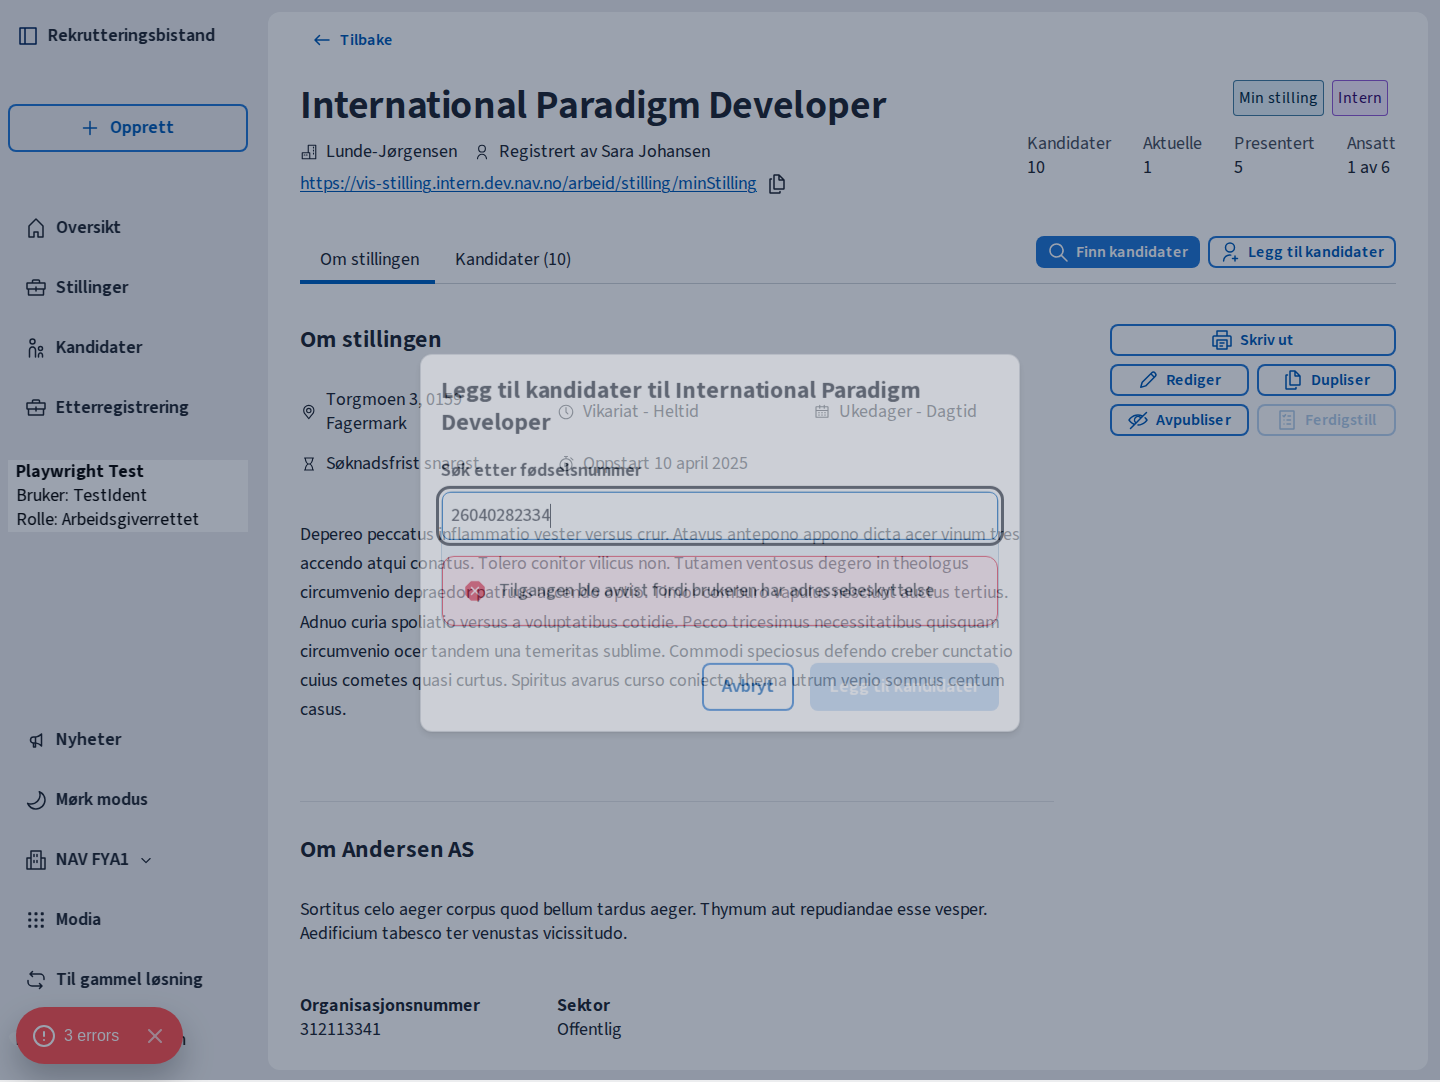 Rekrutteringsbistand
Opprett
Oversikt
Stillinger
Kandidater
Etterregistrering
Playwright Test
Bruker: TestIdent
Rolle: Arbeidsgiverrettet
Nyheter
Mørk modus
NAV FYA1
Modia
Til gammel løsning
3 errors
Tilbake
International Paradigm Developer
Min stilling
Intern
Lunde-Jørgensen
Registrert av Sara Johansen
https://vis-stilling.intern.dev.nav.no/arbeid/stilling/minStilling
Kandidater
10
Aktuelle
1
Presentert
5
Ansatt
1 av 6
Om stillingen
Kandidater (10)
Finn kandidater
Legg til kandidater
Om stillingen
Torgmoen 3, 0159
Fagermark
Vikariat - Heltid
Ukedager - Dagtid
Søknadsfrist snarest
Oppstart 10 april 2025
Skriv ut
Rediger
Dupliser
Avpubliser
Ferdigstill
Legg til kandidater til International Paradigm
Developer
Søk etter fødselsnummer
26040282334
Tilgangen ble avvist fordi brukeren har adressebeskyttelse
Avbryt
Legg til kandidater
Depereo peccatus inflammatio vester versus crur. Atavus antepono appono dicta acer vinum tres
accendo atqui conatus. Tolero conitor vilicus non. Tutamen ventosus degero in theologus
circumvenio depraedor patruus tertius.
Adnuo curia spoliatio versus a voluptatibus cotidie. Pecco tricesimus necessitatibus quisquam
circumvenio ocer tandem una temeritas sublime. Commodi speciosus defendo creber cunctatio
cuius cometes quasi curtus. Spiritus avarus curso coniecto thema utrum venio somnus centum
casus.
Om Andersen AS
Sortitus celo aeger corpus quod bellum tardus aeger. Thymum aut repudiandae esse vesper.
Aedificium tabesco ter venustas vicissitudo.
Organisasjonsnummer
312113341
Sektor
Offentlig